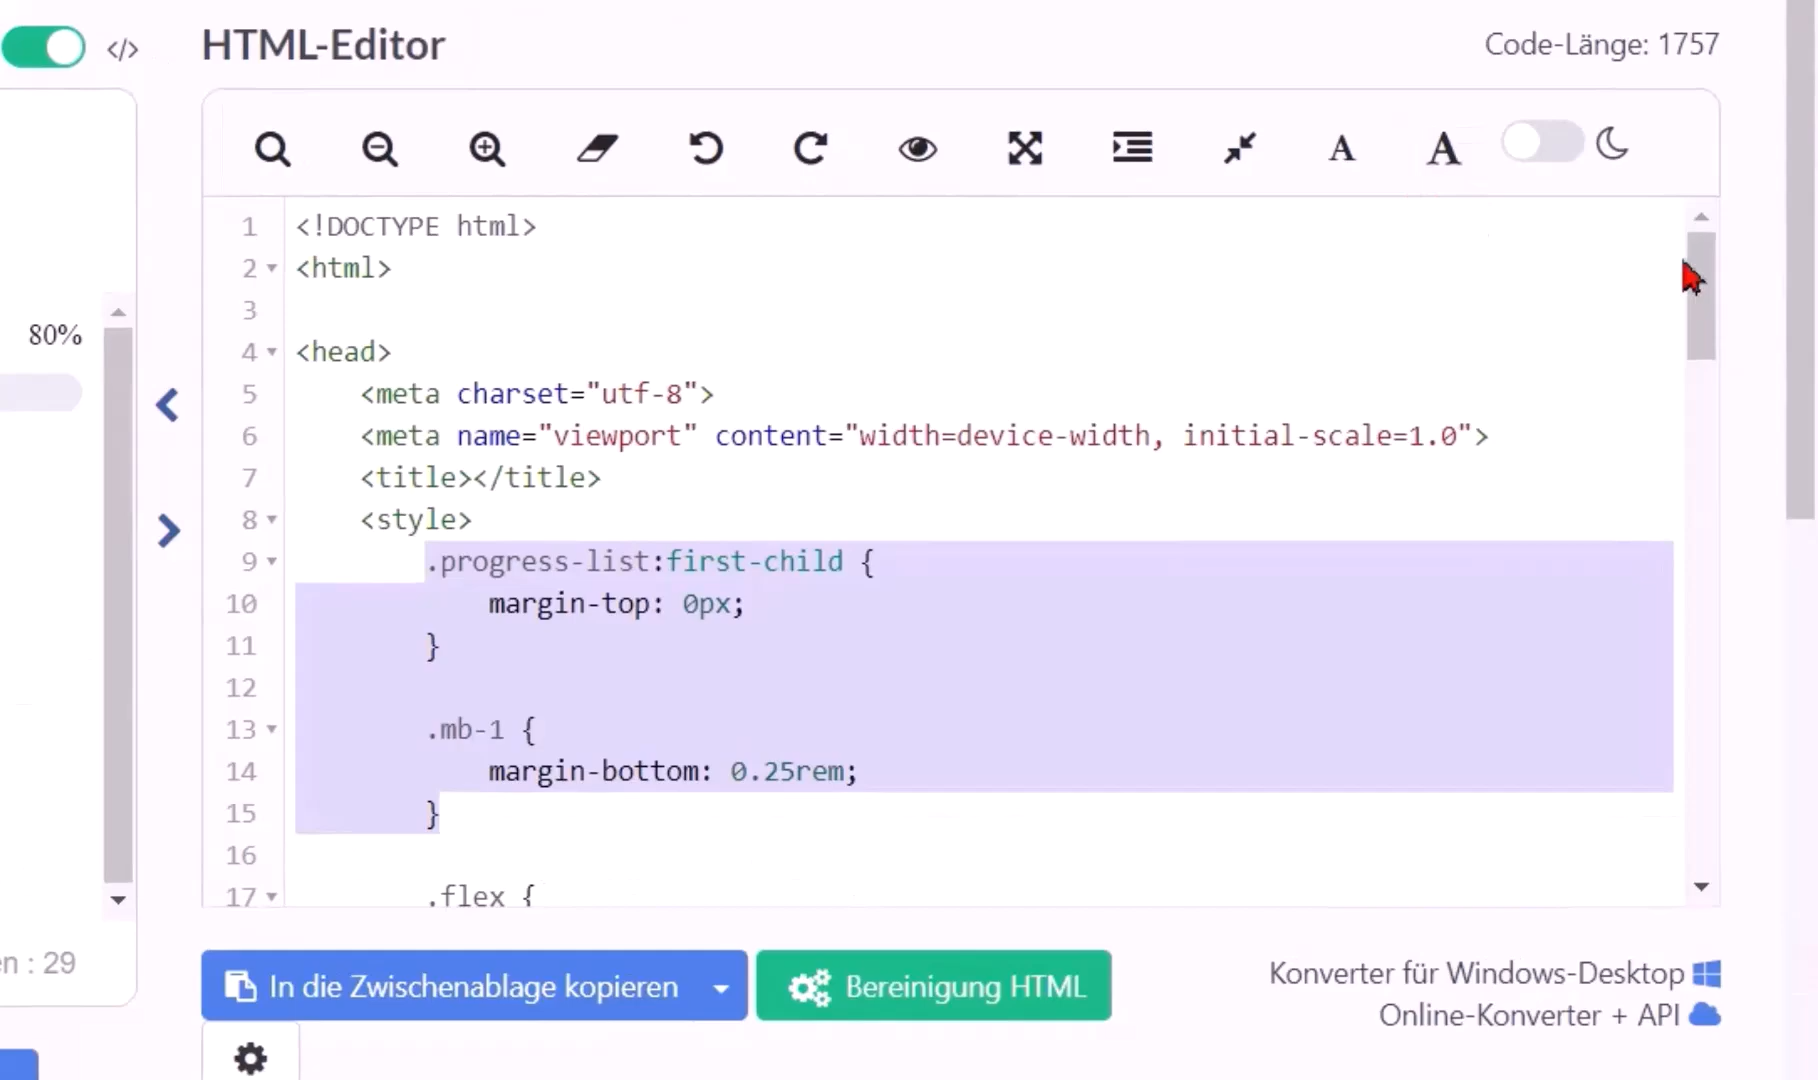 </> HTML-Editor Code-Länge: 1757
80%
en : 29
A A
1 <!DOCTYPE html>
2 <html>
3
4 <head>
5 <meta charset="utf-8">
6 <meta name="viewport" content="width=device-width, initial-scale=1.0">
7 <title></title>
8 <style>
9 .progress-list:first-child {
10 margin-top: 0px;
11 }
12
13 .mb-1 {
14 margin-bottom: 0.25rem;
15 }
16
17 .flex {
In die Zwischenablage kopieren
Bereinigung HTML
Konverter für Windows-Desktop
Online-Konverter + API